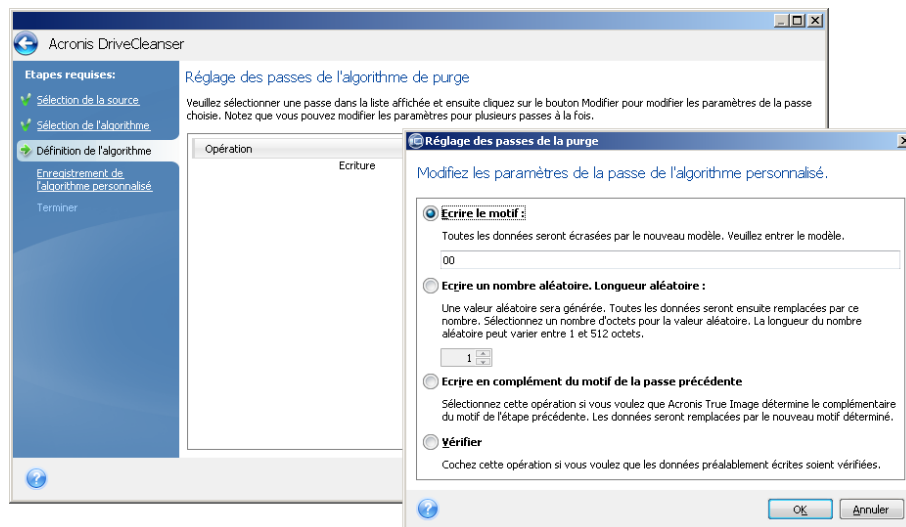 Acronis DriveCleanser
Etapes requises:
Sélection de la source
Sélection de l'algorithme
Définition de l'algorithme
Enregistrement de
l'algorithme personnalisé
Terminer
Réglage des passes de l'algorithme de purge
Veuillez sélectionner une passe dans la liste affichée et ensuite cliquez sur le bouton Modifier pour modifier les paramètres de la passe
choisie. Notez que vous pouvez modifier les paramètres pour plusieurs passes à la fois.
Opération
Ecriture
Réglage des passes de la purge
Modifiez les paramètres de la passe de l'algorithme personnalisé.
Ecrire le motif :
Toutes les données seront écrasées par le nouveau modèle. Veuillez entrer le modèle.
00
Ecrire un nombre aléatoire. Longueur aléatoire :
Une valeur aléatoire sera générée. Toutes les données seront ensuite remplacées par ce
nombre. Sélectionnez un nombre d'octets pour la valeur aléatoire. La longueur du nombre
aléatoire peut varier entre 1 et 512 octets.
1
Ecrire en complément du motif de la passe précédente
Sélectionnez cette opération si vous voulez que Acronis True Image détermine le complémentaire
du motif de l'étape précédente. Les données seront remplacées par le nouveau motif déterminé.
Vérifier
Cochez cette opération si vous voulez que les données préalablement écrites soient vérifiées.
OK
Annuler